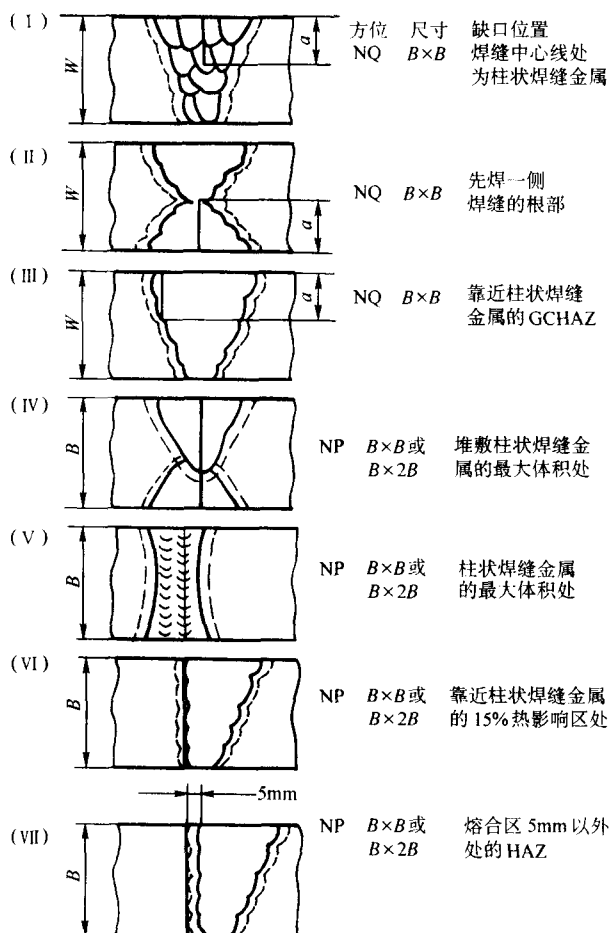 (Ⅰ) W a 方位 尺寸 缺口位置
NQ B×B 焊缝中心线处
为柱状焊缝金属
(Ⅱ) W a NQ B×B 先焊一侧
焊缝的根部
(Ⅲ) W a NQ B×B 靠近柱状焊缝
金属的GCHAZ
(Ⅳ) B NP B×B或 堆敷柱状焊缝金
B×2B 属的最大体积处
(Ⅴ) B NP B×B或 柱状焊缝金属
B×2B 的最大体积处
(Ⅵ) B NP B×B或 靠近柱状焊缝金属
B×2B 的15%热影响区处
5mm
(Ⅶ) B NP B×B或 熔合区5mm以外
B×2B 处的HAZ